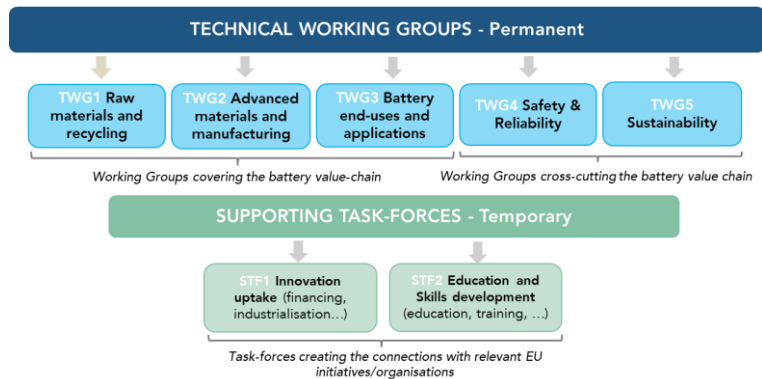 TECHNICAL WORKING GROUPS - Permanent
TWG1 Raw
materials and
recycling
TWG2 Advanced
materials and
manufacturing
TWG3 Battery
end-uses and
applications
TWG4 Safety &
Reliability
TWG5
Sustainability
Working Groups covering the battery value-chain
Working Groups cross-cutting the battery value chain
SUPPORTING TASK-FORCES - Temporary
STF1 Innovation
uptake (financing,
industrialisation...)
STF2 Education and
Skills development
(education, training, ...)
Task-forces creating the connections with relevant EU
initiatives/organisations